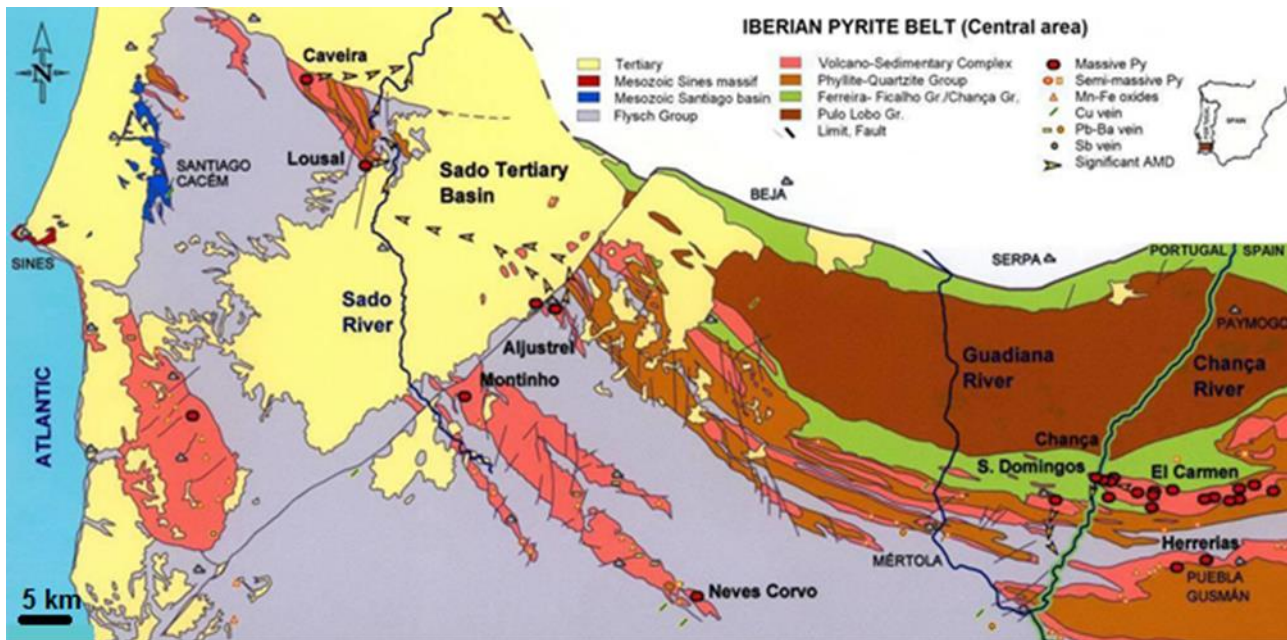 IBERIAN PYRITE BELT (Central area)
Tertiary
Mesozoic Sines massif
Mesozoic Santiago basin
Flysch Group
Volcano-Sedimentary Complex
Phyllite-Quartzite Group
Ferreira- Ficalho Gr./Chança Gr.
Pulo Lobo Gr.
Limit, Fault
Massive Py
Semi-massive Py
Mn-Fe oxides
Cu vein
Pb-Ba vein
Sb vein
Significant AMD
SPAIN
N
Caveira
Lousal
SANTIAGO
CACÉM
Sado Tertiary
Basin
BEJA
SINES
SERPA
PORTUGAL
SPAIN
Sado
River
PAYMOGO
Aljustrel
Montinho
Guadiana
River
Chança
River
ATLANTIC
Chança
S. Domingos
El Carmen
Herrerias
MÉRTOLA
PUEBLA
GUSMÁN
Neves Corvo
5 km